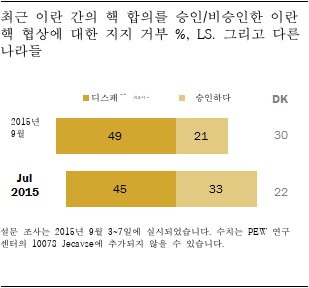 최근 이란 간의 핵 합의를 승인/비승인한 이란
핵 협상에 대한 지지 거부 %, LS. 그리고 다른
나라들
디스패 승인하다 DK
2015년
9월
49 21 30
Jul
2015
45 33 22
설문 조사는 2015년 9월 3~7일에 실시되었습니다. 수치는 PEW 연구
센터의 10073 Jecavse에 추가되지 않을 수 있습니다.